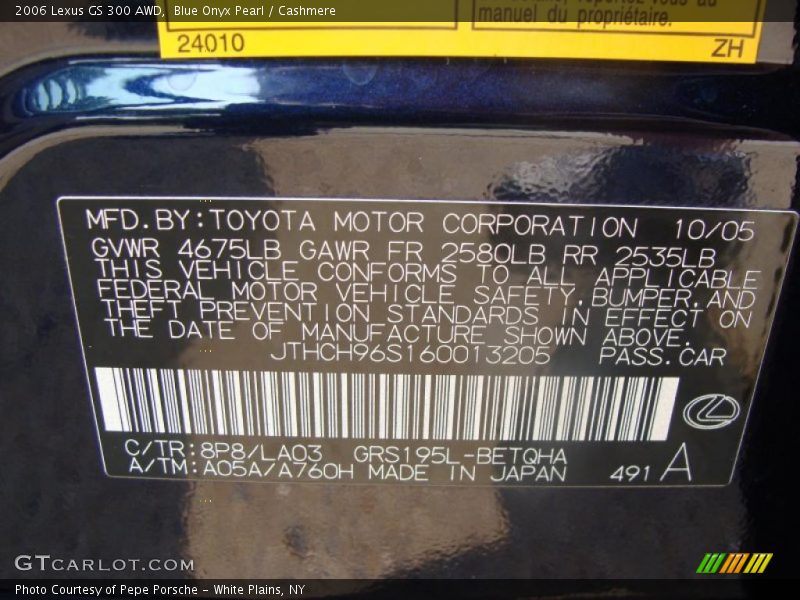 2006 Lexus GS 300 AWD, Blue Onyx Pearl / Cashmere
manuel du propriétaire.
24010 ZH
MFD.BY:TOYOTA MOTOR CORPORATION 10/05
GVWR 4675LB GAWR FR 2580LB RR 2535LB
THIS VEHICLE CONFORMS TO ALL APPLICABLE
FEDERAL MOTOR VEHICLE SAFETY,BUMPER,AND
THEFT PREVENTION STANDARDS IN EFFECT ON
THE DATE OF MANUFACTURE SHOWN ABOVE.
JTHCH96S160013205 PASS.CAR
C/TR:8P8/LA03 GRS195L-BETQHA
A/TM:A05A/A760H MADE IN JAPAN 491 A
GTCARLOT.COM
Photo Courtesy of Pepe Porsche - White Plains, NY